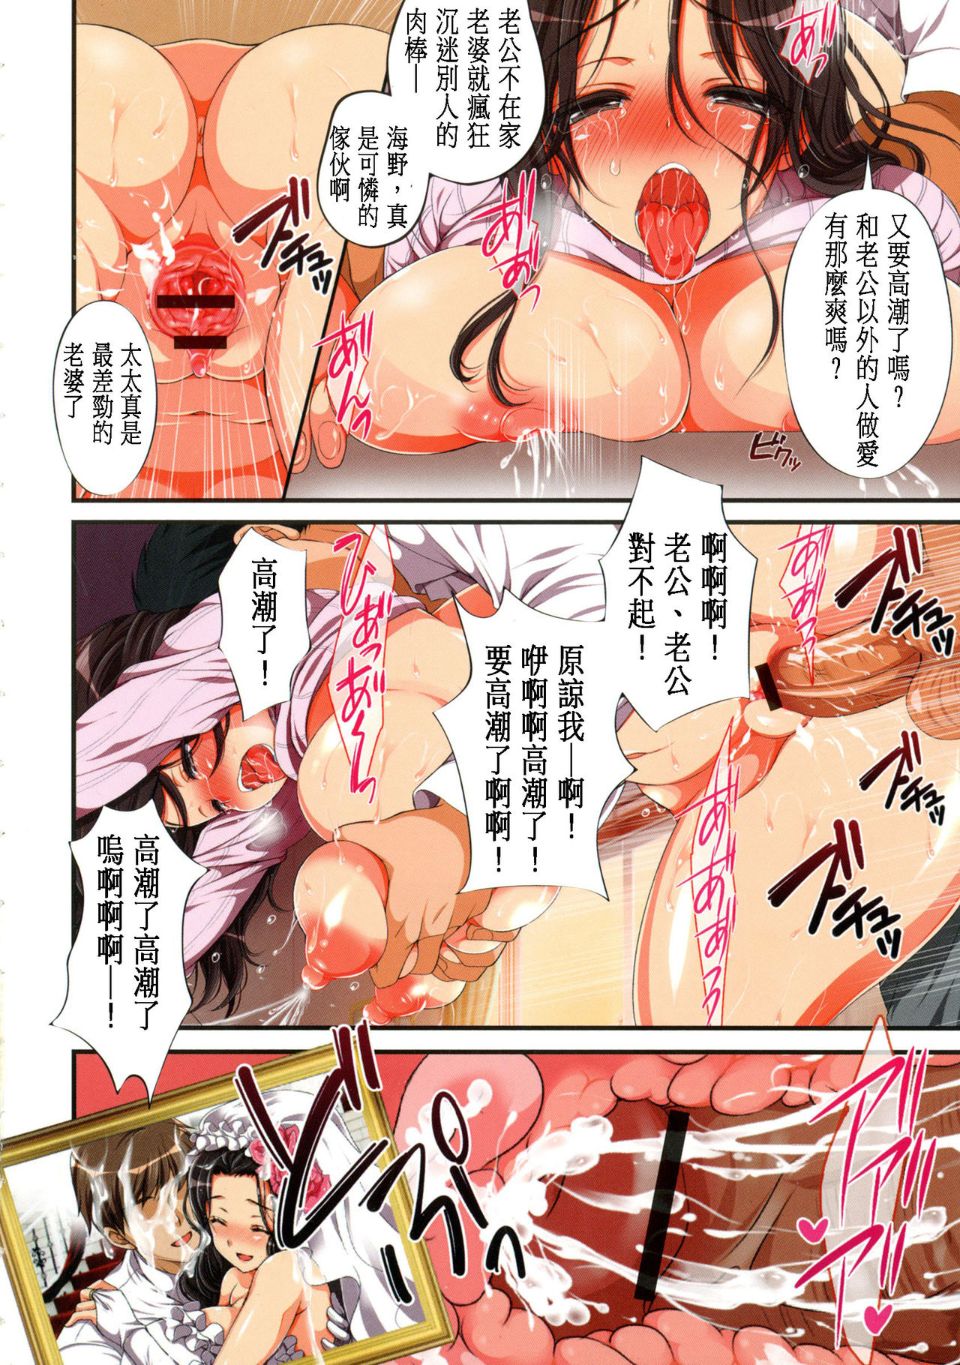 又要高潮了嗎？
和老公以外的人做愛
有那麼爽嗎？
老公不在家
老婆就瘋狂
沉迷別人的
肉棒—
海野，真
是可憐的
傢伙啊
太太真是
最差勁的
老婆了
啊啊啊！
老公、老公
對不起！
原諒我—啊！
咿啊啊高潮了！
要高潮了啊啊！
高潮了！
高潮了高潮了
嗚啊啊啊—！